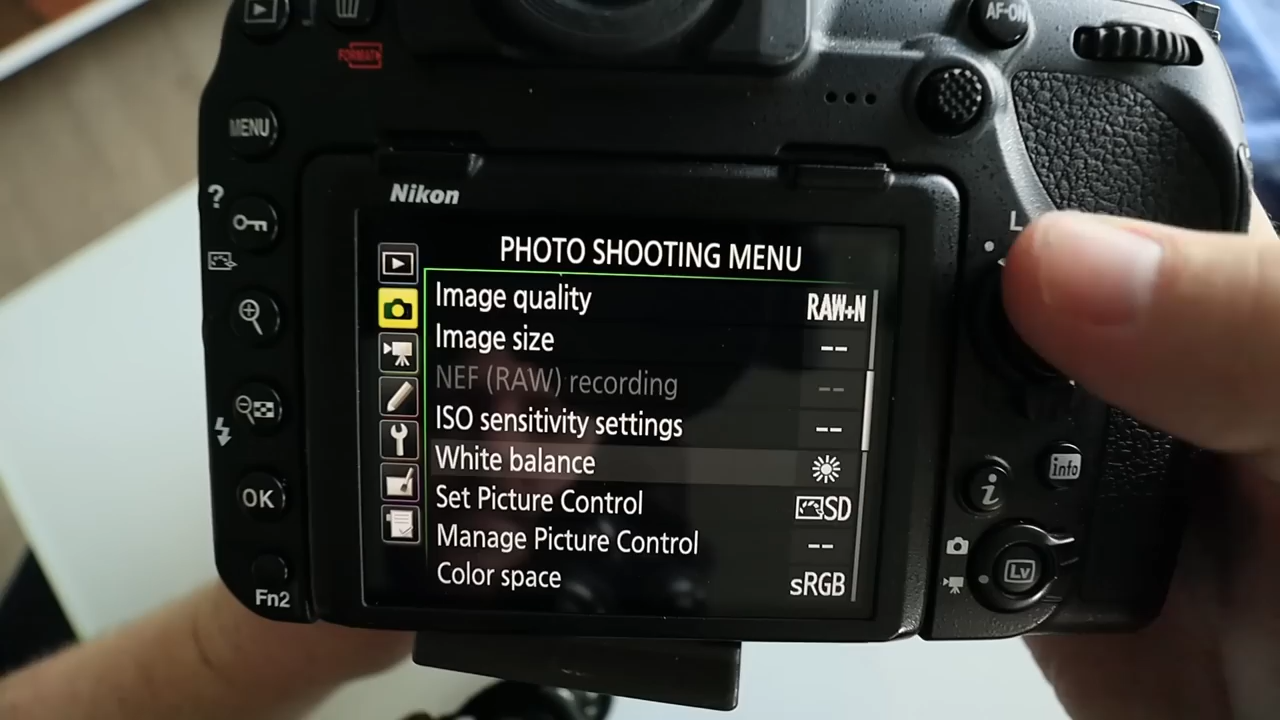 AF-ON
FORMAT
MENU
?
Nikon
L
PHOTO SHOOTING MENU
Image quality RAW+N
Image size --
NEF (RAW) recording --
ISO sensitivity settings --
White balance
Set Picture Control SD
Manage Picture Control --
Color space sRGB
OK
info
i
Lv
Fn2